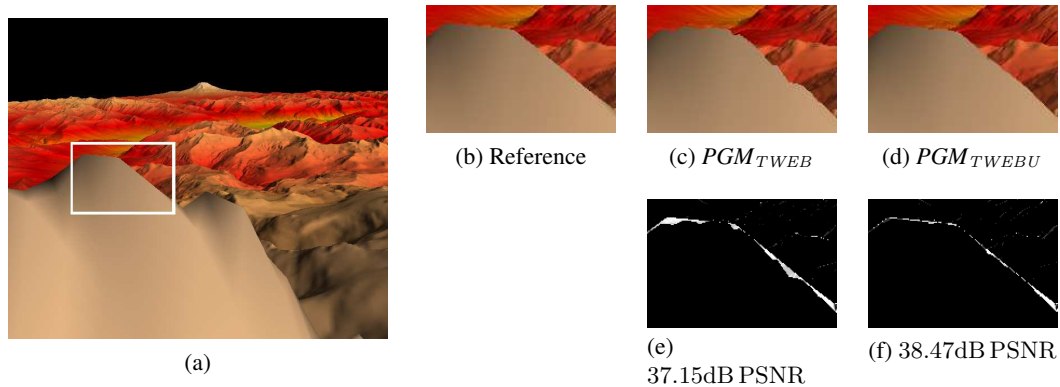 (a)
(b) Reference
(c) PGM_TWEB
(d) PGM_TWEBU
(e)
37.15dB PSNR
(f) 38.47dB PSNR